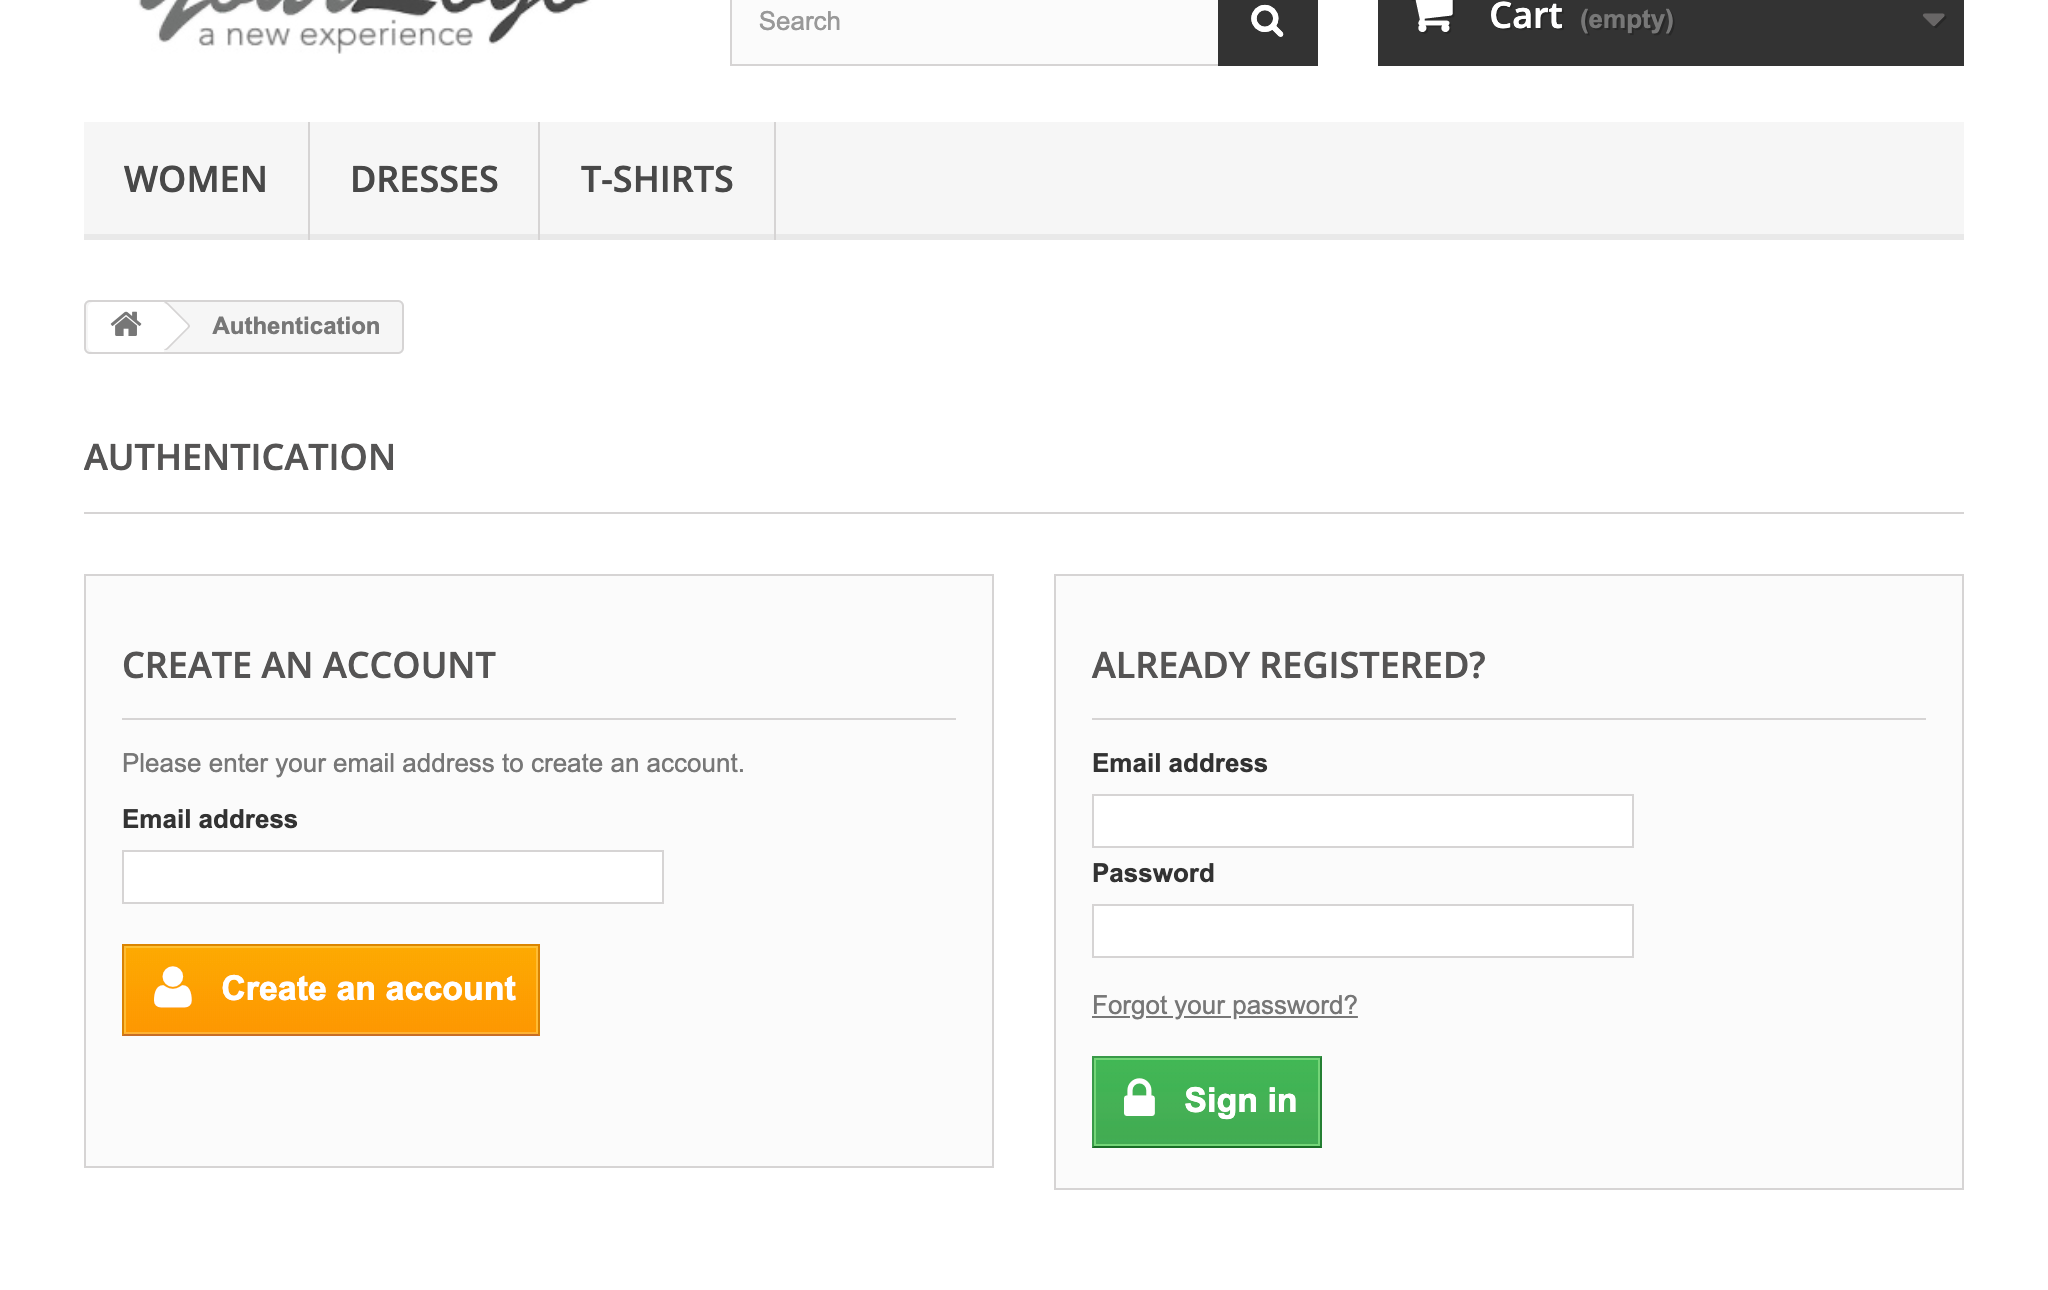 a new experience
Search
Cart (empty)
WOMEN
DRESSES
T-SHIRTS
Authentication
AUTHENTICATION
CREATE AN ACCOUNT
Please enter your email address to create an account.
Email address
Create an account
ALREADY REGISTERED?
Email address
Password
Forgot your password?
Sign in